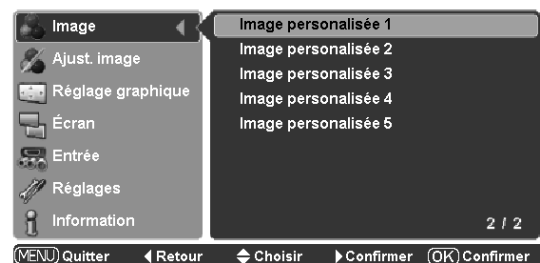 Image
Ajust. image
Réglage graphique
Écran
Entrée
Réglages
Information
Image personalisée 1
Image personalisée 2
Image personalisée 3
Image personalisée 4
Image personalisée 5
2 / 2
MENU Quitter Retour Choisir Confirmer OK Confirmer